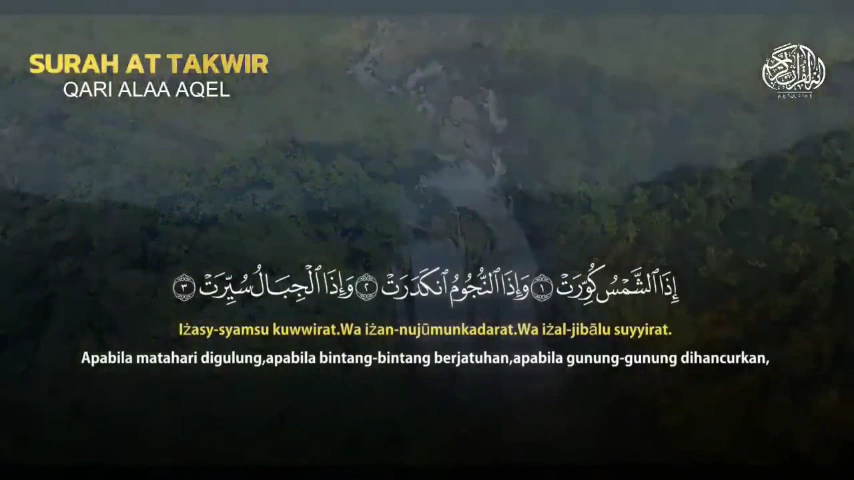 SURAH AT TAKWIR
QARI ALAA AQEL
إِذَا ٱلشَّمْسُ كُوِّرَتْ ۝١ وَإِذَا ٱلنُّجُومُ ٱنكَدَرَتْ ۝٢ وَإِذَا ٱلْجِبَالُ سُيِّرَتْ ۝٣
Iżasy-syamsu kuwwirat.Wa iżan-nujūmunkadarat.Wa iżal-jibālu suyyirat.
Apabila matahari digulung,apabila bintang-bintang berjatuhan,apabila gunung-gunung dihancurkan,